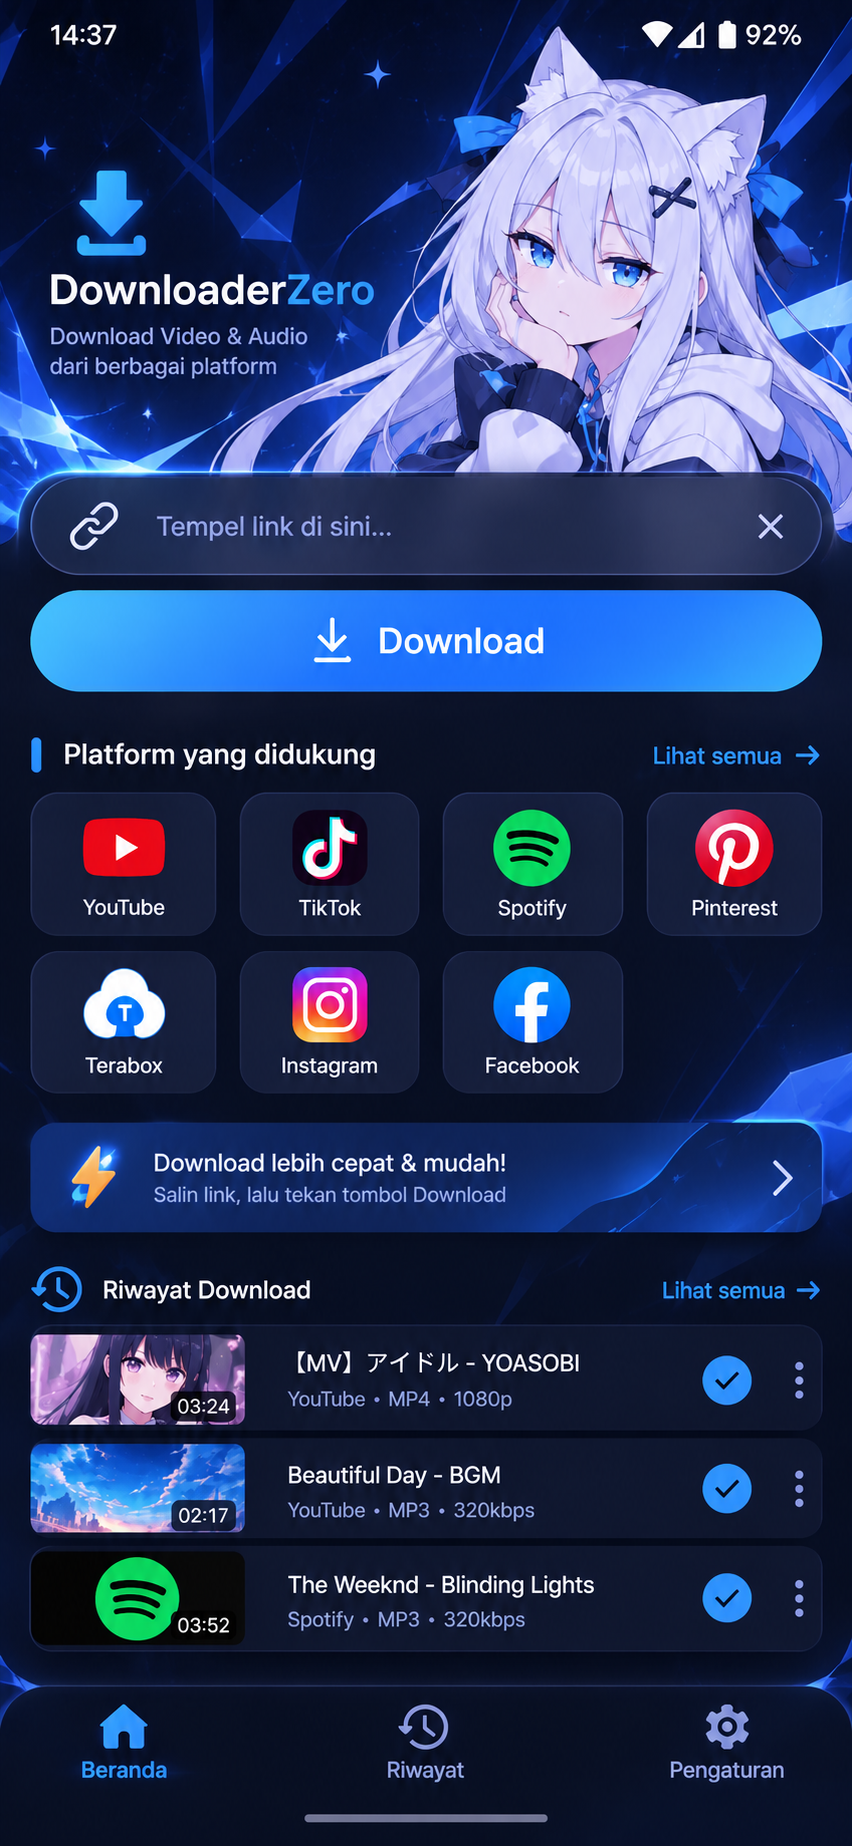 14:37
92%
DownloaderZero
Download Video & Audio
dari berbagai platform
Tempel link di sini...
Download
Platform yang didukung
Lihat semua
YouTube
TikTok
Spotify
Pinterest
T
Terabox
Instagram
Facebook
Download lebih cepat & mudah!
Salin link, lalu tekan tombol Download
Riwayat Download
Lihat semua
03:24
【MV】アイドル - YOASOBI
YouTube • MP4 • 1080p
02:17
Beautiful Day - BGM
YouTube • MP3 • 320kbps
03:52
The Weeknd - Blinding Lights
Spotify • MP3 • 320kbps
Beranda
Riwayat
Pengaturan